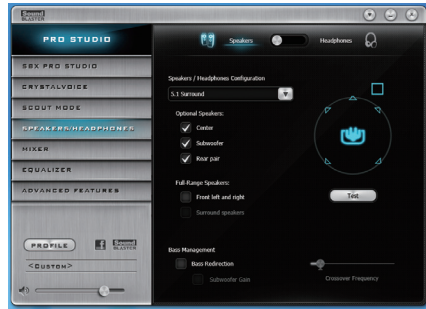 Sound
BLASTER
PRO STUDIO
Speakers
Headphones
SBX PRO STUDIO
CRYSTALVOICE
SCOUT MODE
SPEAKERS/HEADPHONES
MIXER
EQUALIZER
ADVANCED FEATURES
Speakers / Headphones Configuration
5.1 Surround
Optional Speakers:
Center
Subwoofer
Rear pair
Full-Range Speakers:
Front left and right
Surround speakers
Test
Bass Management
Bass Redirection
Subwoofer Gain
Crossover Frequency
PROFILE
f
Sound
BLASTER
<Custom>